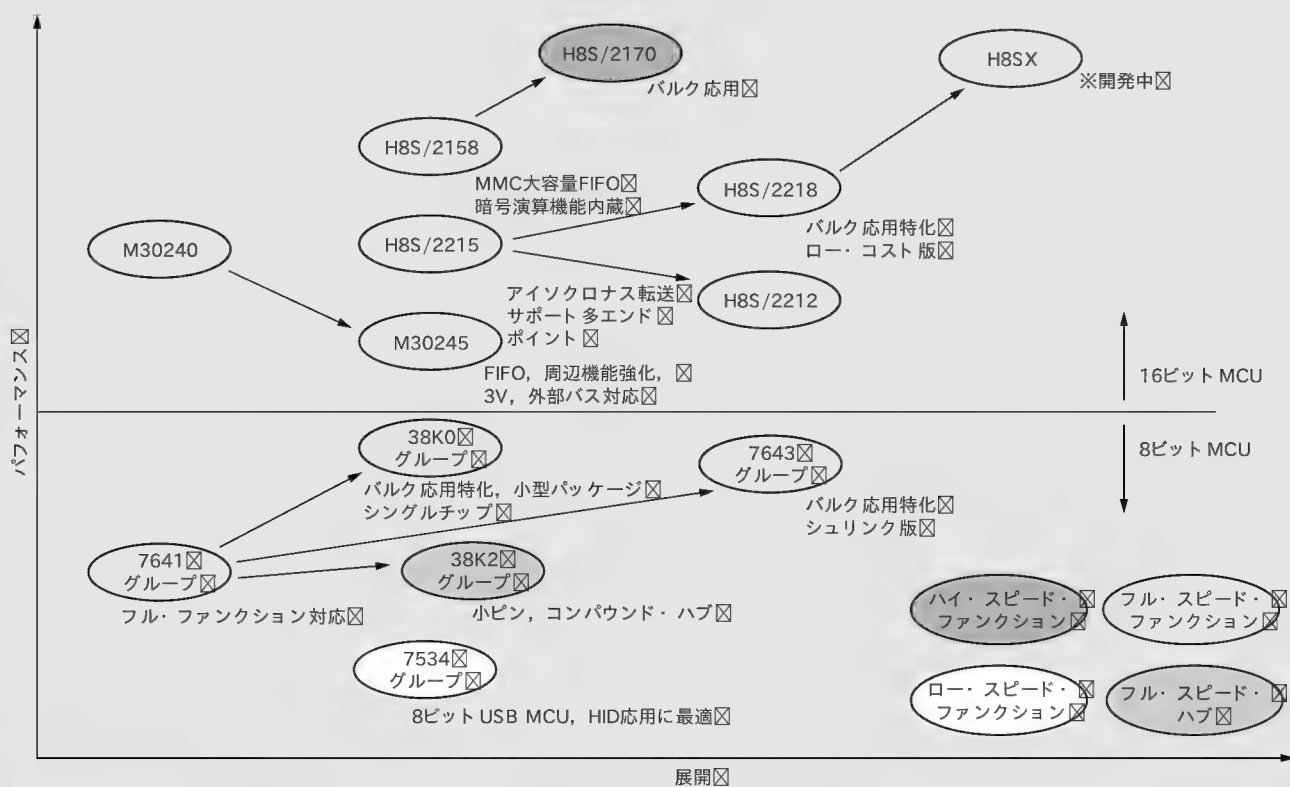 H8S/2170
バルク応用
H8SX
※開発中
H8S/2158
MMC大容量FIFO
暗号演算機能内蔵
H8S/2218
バルク応用特化
ロー・コスト版
M30240
H8S/2215
アイソクロナス転送
サポート多エンド
ポイント
H8S/2212
M30245
FIFO，周辺機能強化，
3V，外部バス対応
16ビットMCU
パフォーマンス
8ビットMCU
38K0
グループ
バルク応用特化，小型パッケージ
シングルチップ
7643
グループ
バルク応用特化
シュリンク版
7641
グループ
フル・ファンクション対応
38K2
グループ
小ピン，コンパウンド・ハブ
7534
グループ
8ビットUSB MCU，HID応用に最適
ハイ・スピード・
ファンクション
フル・スピード・
ファンクション
ロー・スピード・
ファンクション
フル・スピード・
ハブ
展開